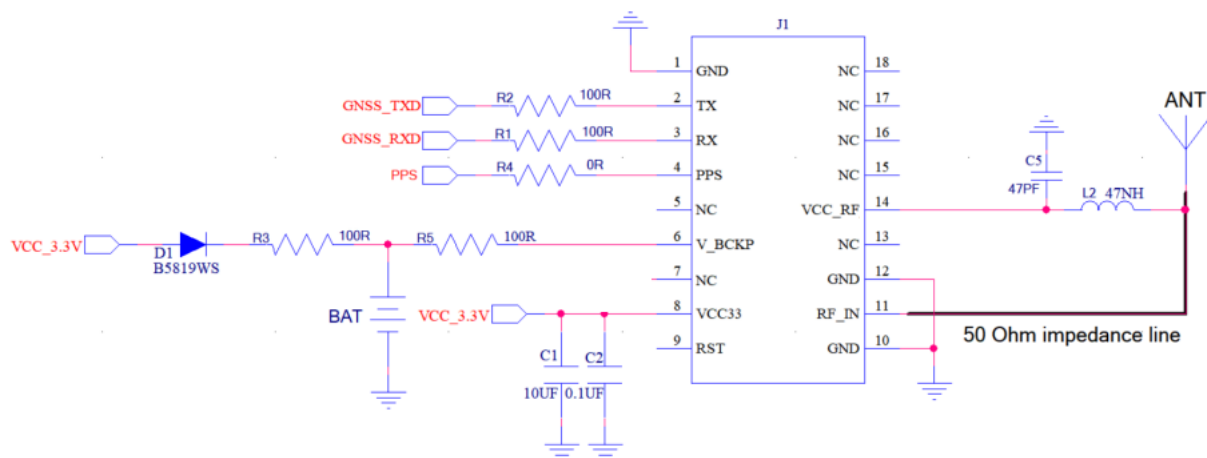 J1
1 GND NC 18
GNSS_TXD R2 100R 2 TX NC 17
ANT
GNSS_RXD R1 100R 3 RX NC 16
PPS R4 0R 4 PPS NC 15
C5
47PF
5 NC VCC_RF 14
L2 47NH
VCC_3.3V D1 R3 100R R5 100R 6 V_BCKP NC 13
B5819WS
7 NC GND 12
BAT VCC_3.3V 8 VCC33 RF_IN 11
50 Ohm impedance line
9 RST GND 10
C1 C2
10UF 0.1UF